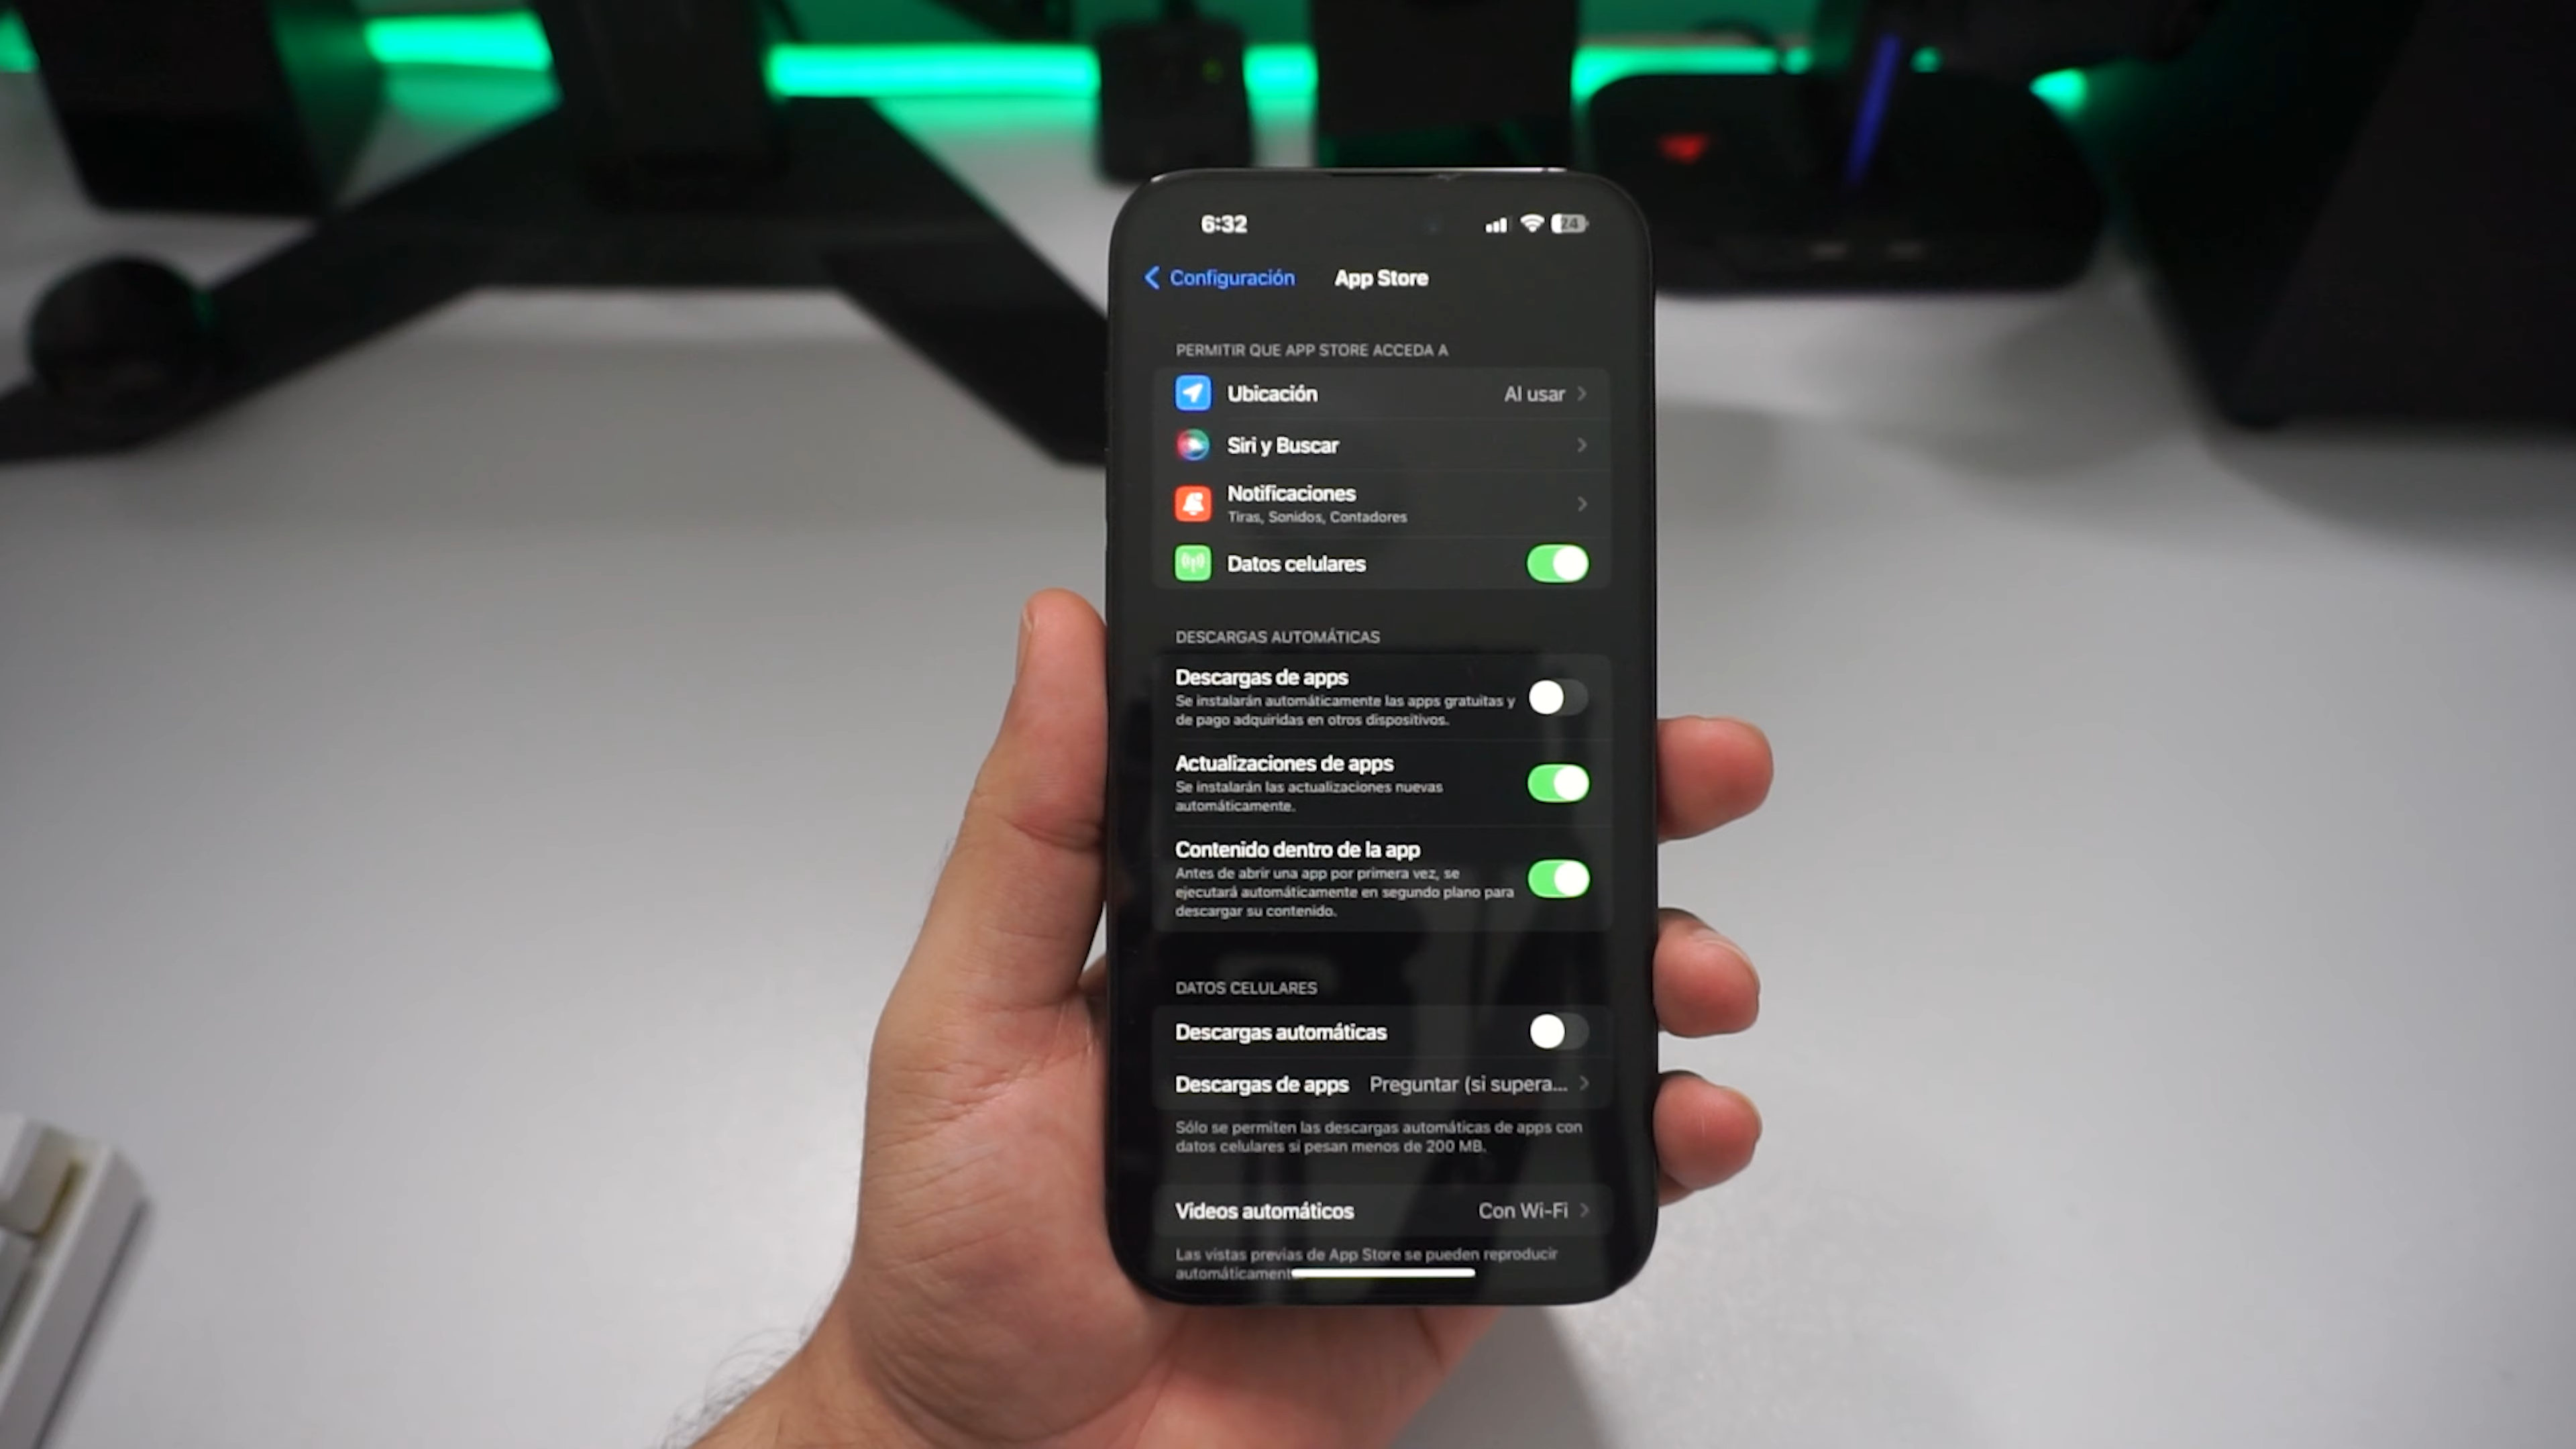 6:32
24
Configuración
App Store
PERMITIR QUE APP STORE ACCEDA A
Ubicación
Al usar
Siri y Buscar
Notificaciones
Tiras, Sonidos, Contadores
Datos celulares
DESCARGAS AUTOMÁTICAS
Descargas de apps
Se instalarán automáticamente las apps gratuitas y
de pago adquiridas en otros dispositivos.
Actualizaciones de apps
Se instalarán las actualizaciones nuevas
automáticamente.
Contenido dentro de la app
Antes de abrir una app por primera vez, se
ejecutará automáticamente en segundo plano para
descargar su contenido.
DATOS CELULARES
Descargas automáticas
Descargas de apps
Preguntar (si supera...
Sólo se permiten las descargas automáticas de apps con
datos celulares si pesan menos de 200 MB.
Videos automáticos
Con Wi-Fi
Las vistas previas de App Store se pueden reproducir
automáticament